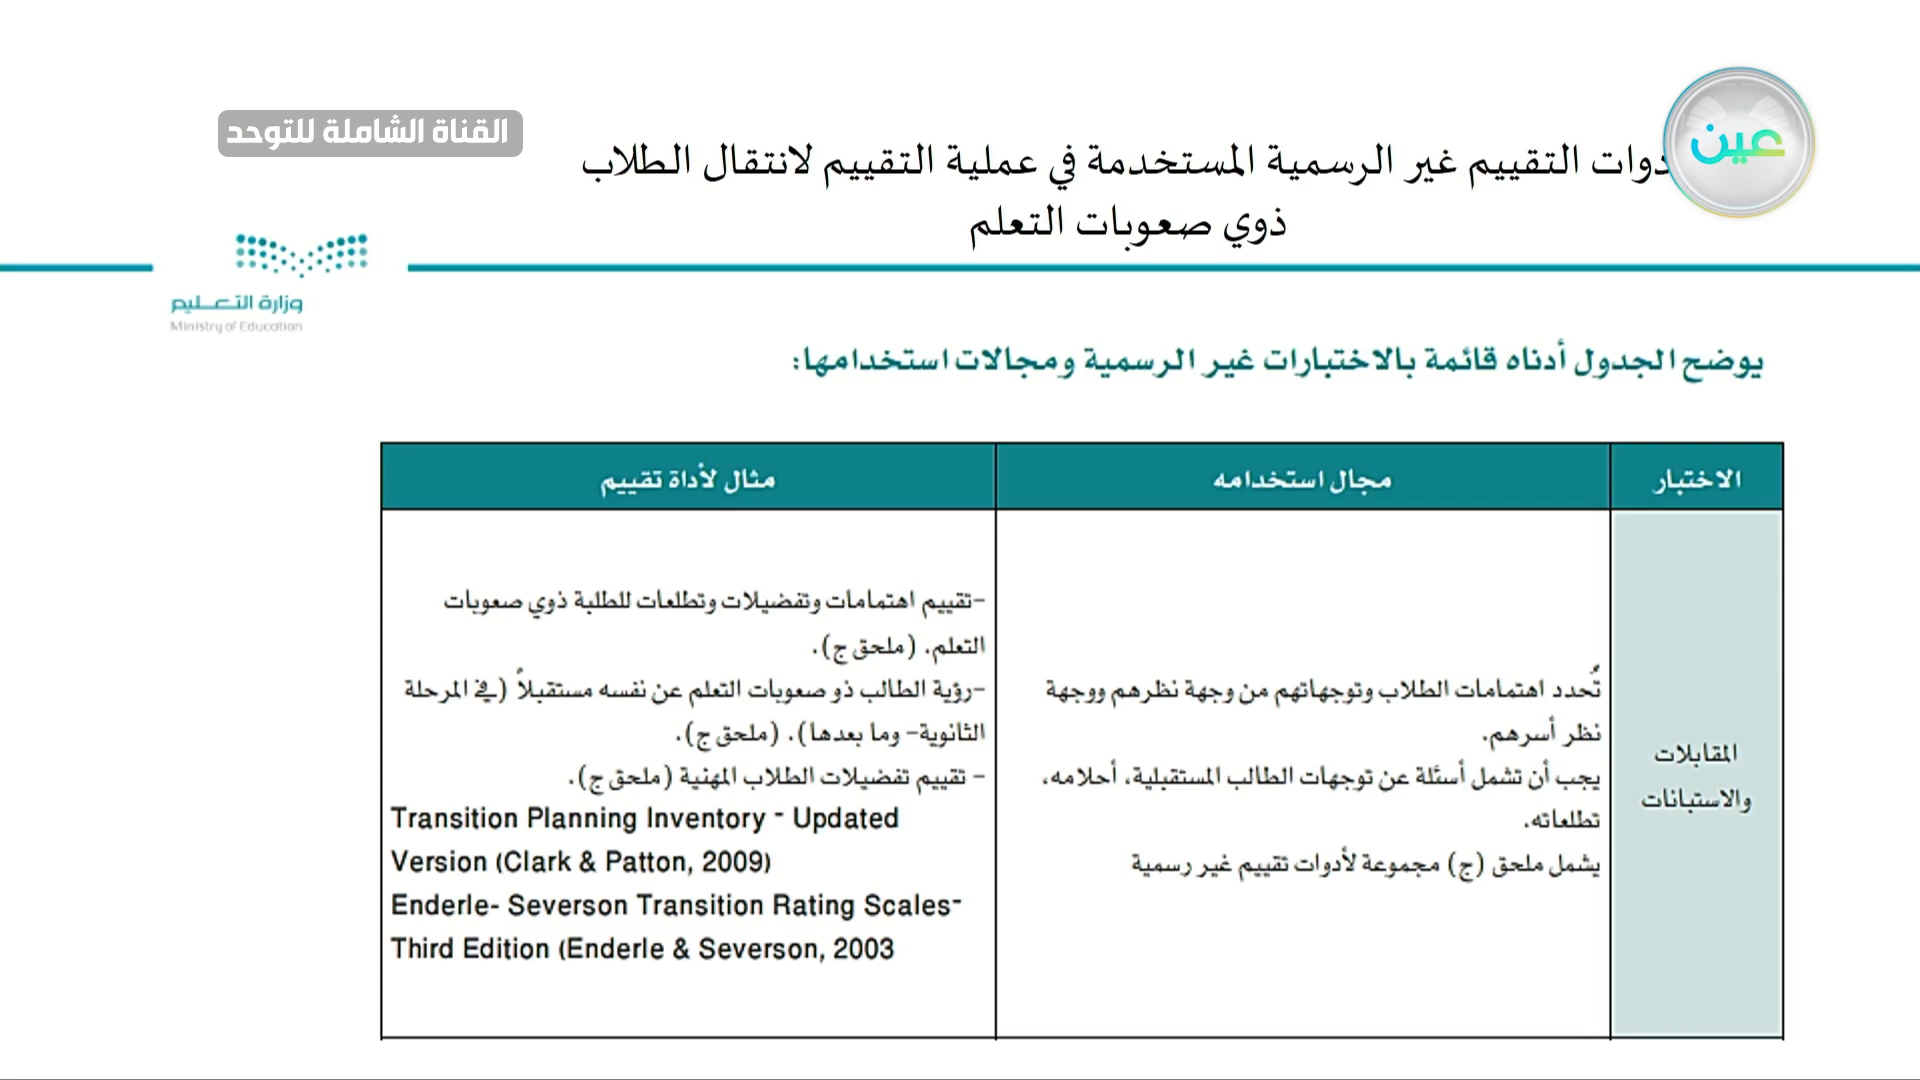 القناة الشاملة للتوحد
عين
دوات التقييم غير الرسمية المستخدمة في عملية التقييم لانتقال الطلاب
ذوي صعوبات التعلم
وزارة التعليم
Ministry of Education
يوضح الجدول أدناه قائمة بالاختبارات غير الرسمية ومجالات استخدامها:
الاختبار
مجال استخدامه
مثال لأداة تقييم
المقابلات
والاستبانات
تُحدد اهتمامات الطلاب وتوجهاتهم من وجهة نظرهم ووجهة
نظر أسرهم.
يجب أن تشمل أسئلة عن توجهات الطالب المستقبلية، أحلامه،
تطلعاته.
يشمل ملحق (ج) مجموعة لأدوات تقييم غير رسمية
-تقييم اهتمامات وتفضيلات وتطلعات للطلبة ذوي صعوبات
التعلم. (ملحق ج).
-رؤية الطالب ذو صعوبات التعلم عن نفسه مستقبلاً (في المرحلة
الثانوية- وما بعدها). (ملحق ج).
- تقييم تفضيلات الطلاب المهنية (ملحق ج).
Transition Planning Inventory - Updated
Version (Clark & Patton, 2009)
Enderle- Severson Transition Rating Scales-
Third Edition (Enderle & Severson, 2003